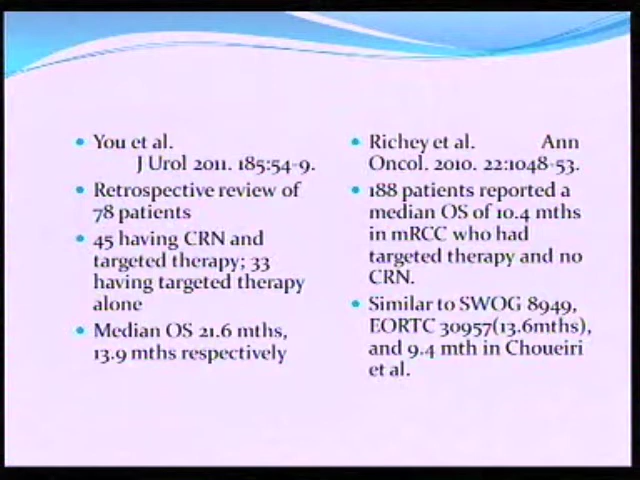 You et al.
J Urol 2011. 185:54-9.
Retrospective review of
78 patients
45 having CRN and
targeted therapy; 33
having targeted therapy
alone
Median OS 21.6 mths,
13.9 mths respectively
Richey et al. Ann
Oncol. 2010. 22:1048-53.
188 patients reported a
median OS of 10.4 mths
in mRCC who had
targeted therapy and no
CRN.
Similar to SWOG 8949,
EORTC 30957(13.6mths),
and 9.4 mth in Choueiri
et al.